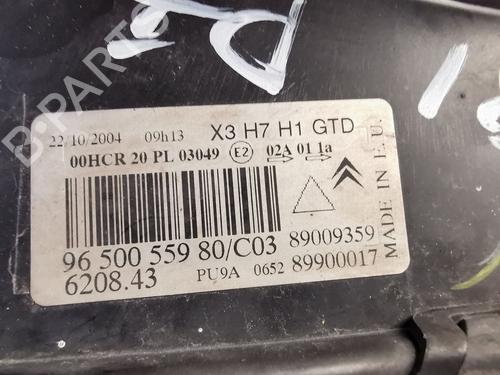 B-PARTS
22/10/2004 09h13 X3 H7 H1 GTD
00HCR 20 PL 03049 E2 02A 01 1a
96 500 559 80/C03 89009359
6208.43 PU9A 0652 89900017
MADE IN E.U.